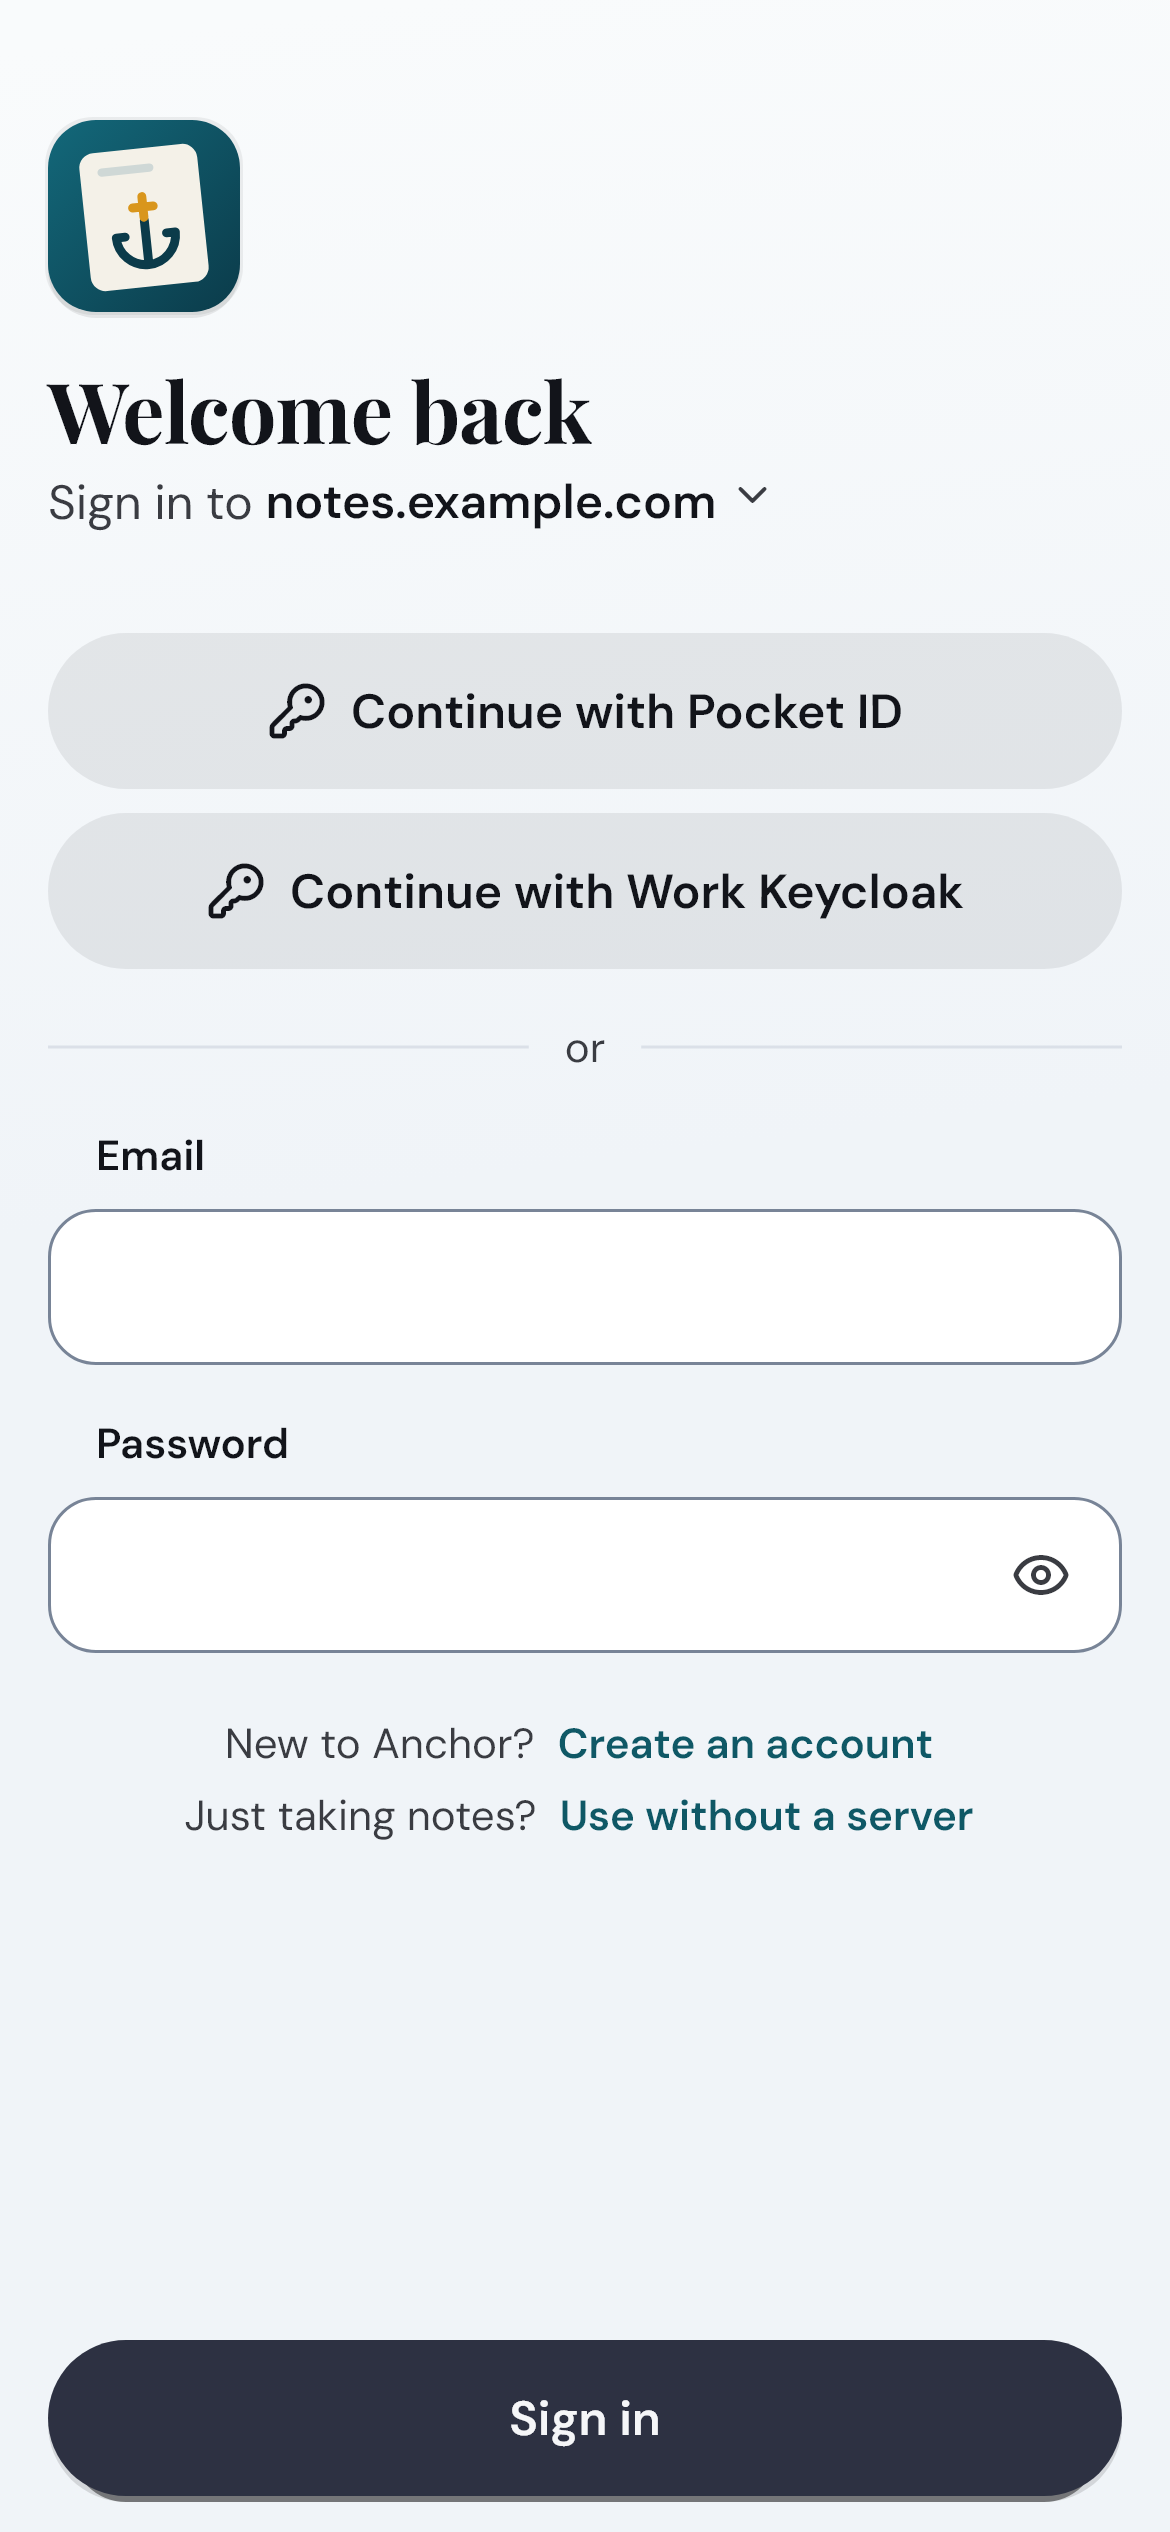 Welcome back
Sign in to notes.example.com
Continue with Pocket ID
Continue with Work Keycloak
or
Email
Password
New to Anchor? Create an account
Just taking notes? Use without a server
Sign in